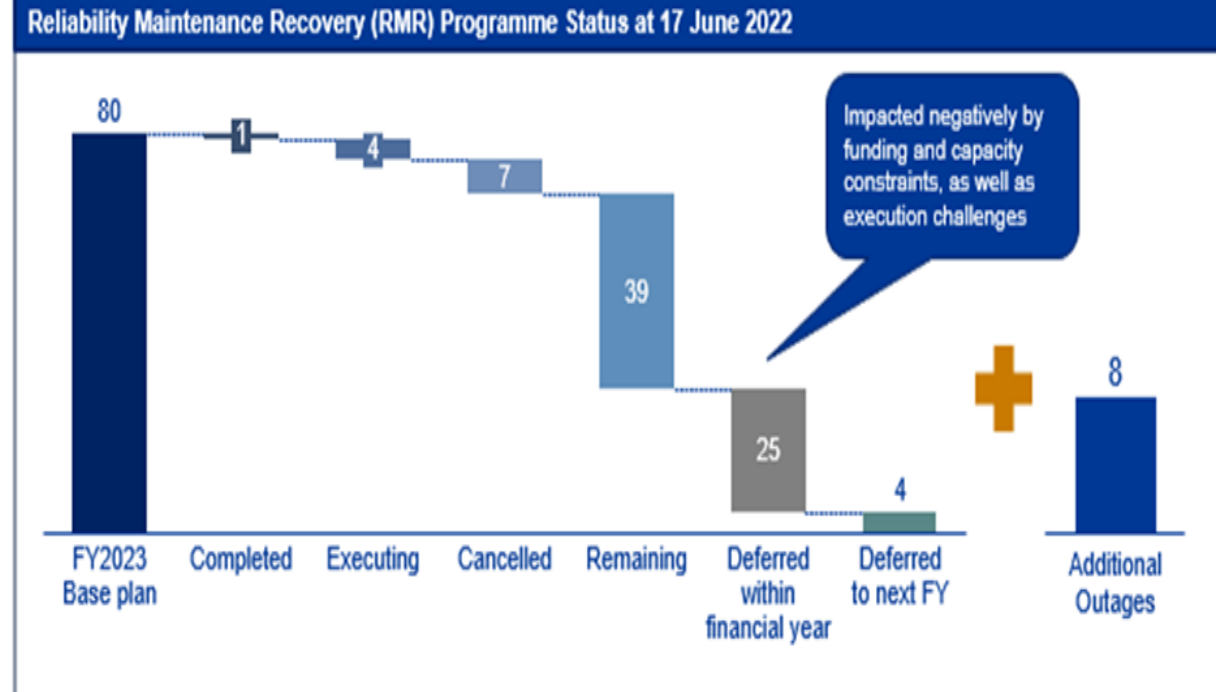 Reliability Maintenance Recovery (RMR) Programme Status at 17 June 2022
80
1
4
7
39
25
4
Impacted negatively by
funding and capacity
constraints, as well as
execution challenges
8
FY2023
Base plan
Completed
Executing
Cancelled
Remaining
Deferred
within
financial year
Deferred
to next FY
Additional
Outages